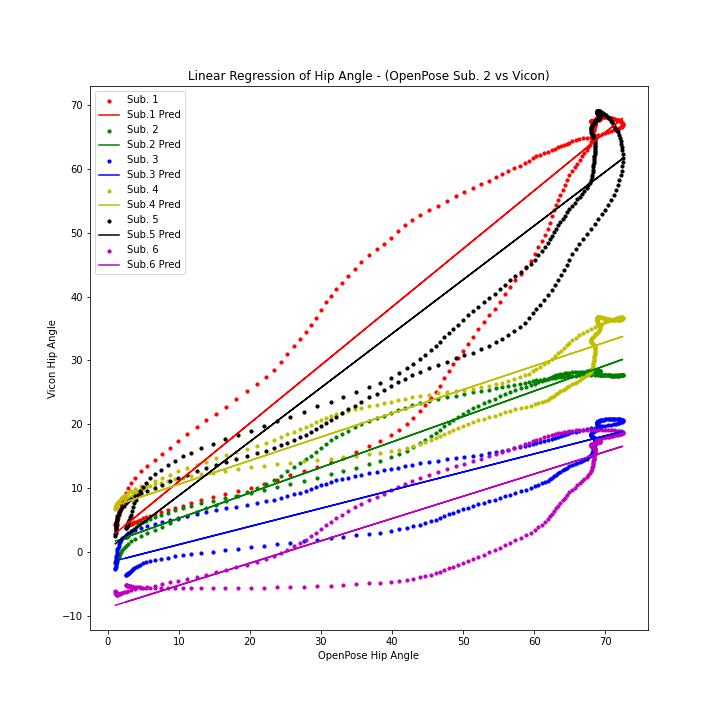 Linear Regression of Hip Angle - (OpenPose Sub. 2 vs Vicon)
Sub. 1
Sub.1 Pred
Sub. 2
Sub.2 Pred
Sub. 3
Sub.3 Pred
Sub. 4
Sub.4 Pred
Sub. 5
Sub.5 Pred
Sub. 6
Sub.6 Pred
Vicon Hip Angle
70
60
50
40
30
20
10
0
−10
0 10 20 30 40 50 60 70
OpenPose Hip Angle